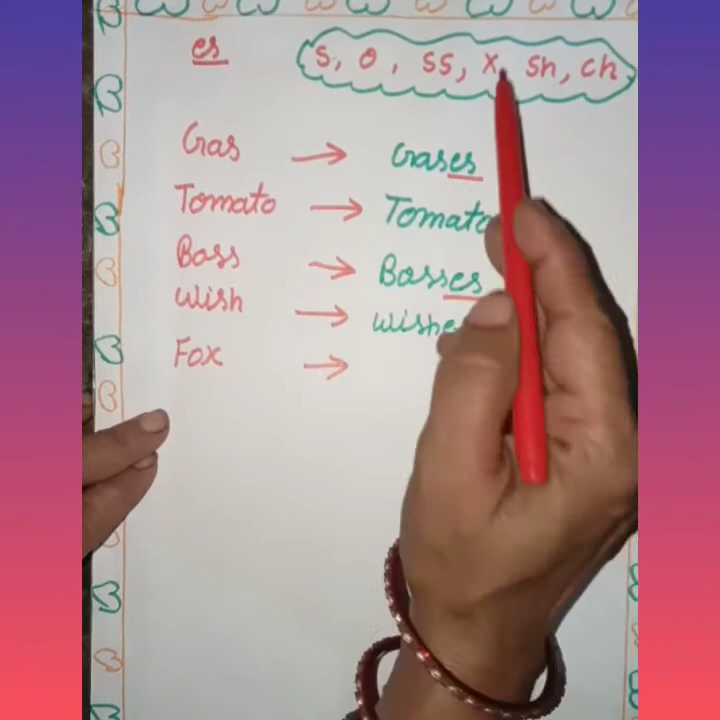 es s, o, ss, x, sh, ch
Gas → Gases
Tomato → Tomato
Boss → Bosses
Wish → Wishe
Fox →